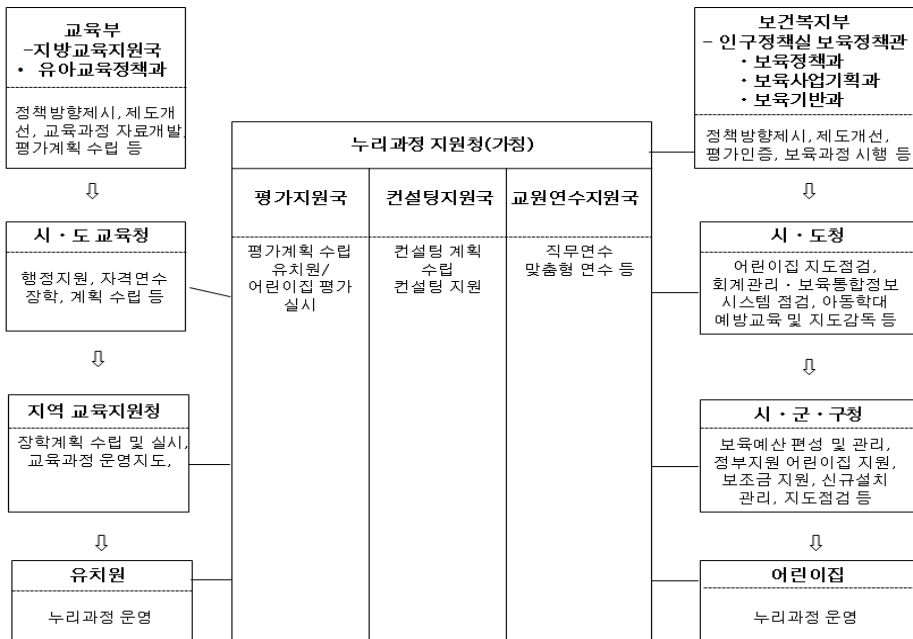 교육부
-지방교육지원국
• 유아교육정책과
정책방향제시, 제도개
선, 교육과정 자료개발,
평가계획 수립 등
⇩
시・도 교육청
행정지원, 자격연수
장학, 계획 수립 등
⇩
지역 교육지원청
장학계획 수립 및 실시,
교육과정 운영지도,
⇩
유치원
누리과정 운영
누리과정 지원청(가칭)
평가지원국
평가계획 수립
유치원/
어린이집 평가
실시
컨설팅지원국
컨설팅 계획
수립
컨설팅 지원
교원연수지원국
직무연수
맞춤형 연수 등
보건복지부
- 인구정책실 보육정책관
• 보육정책과
• 보육사업기획과
• 보육기반과
정책방향제시, 제도개선,
평가인증, 보육과정 시행 등
⇩
시・도청
어린이집 지도점검,
회계관리・보육통합정보
시스템 점검, 아동학대
예방교육 및 지도감독 등
⇩
시・군・구청
보육예산 편성 및 관리,
정부지원 어린이집 지원,
보조금 지원, 신규설치
관리, 지도점검 등
⇩
어린이집
누리과정 운영